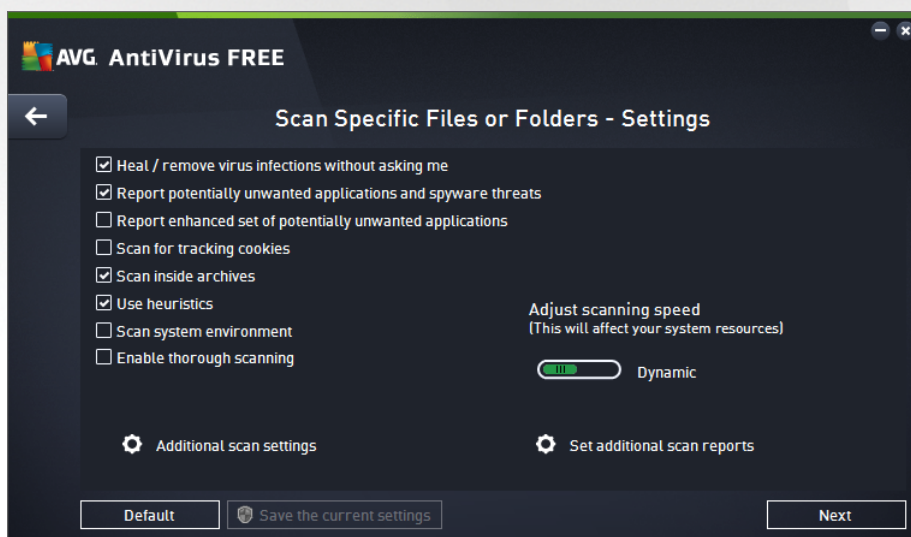 AVG. AntiVirus FREE
Scan Specific Files or Folders - Settings
Heal / remove virus infections without asking me
Report potentially unwanted applications and spyware threats
Report enhanced set of potentially unwanted applications
Scan for tracking cookies
Scan inside archives
Use heuristics
Scan system environment
Enable thorough scanning
Adjust scanning speed
(This will affect your system resources)
Dynamic
Additional scan settings
Set additional scan reports
Default
Save the current settings
Next